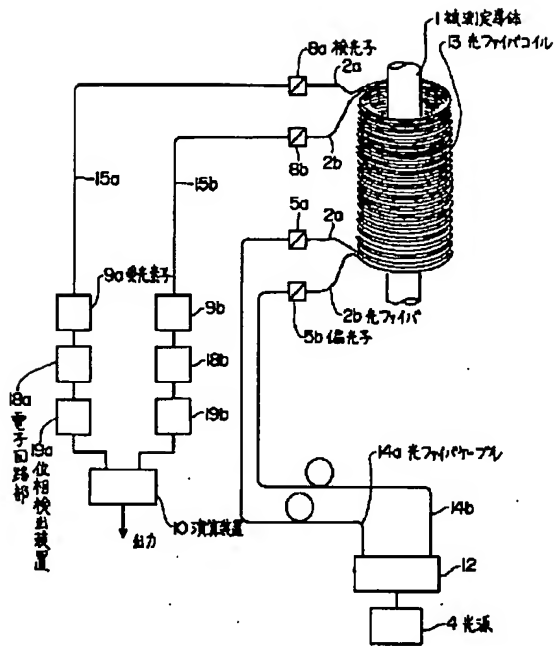 1 被測定導体
8a 検光子
2a
13 光ファイバコイル
8b
2b
15a
15b
5a
2a
9a 受光素子
9b
2b 光ファイバ
5b 偏光子
18a 電子回路部
18b
19a 位相検出装置
19b
14a 光ファイバケーブル
10 演算装置
14b
出力
12
4 光源